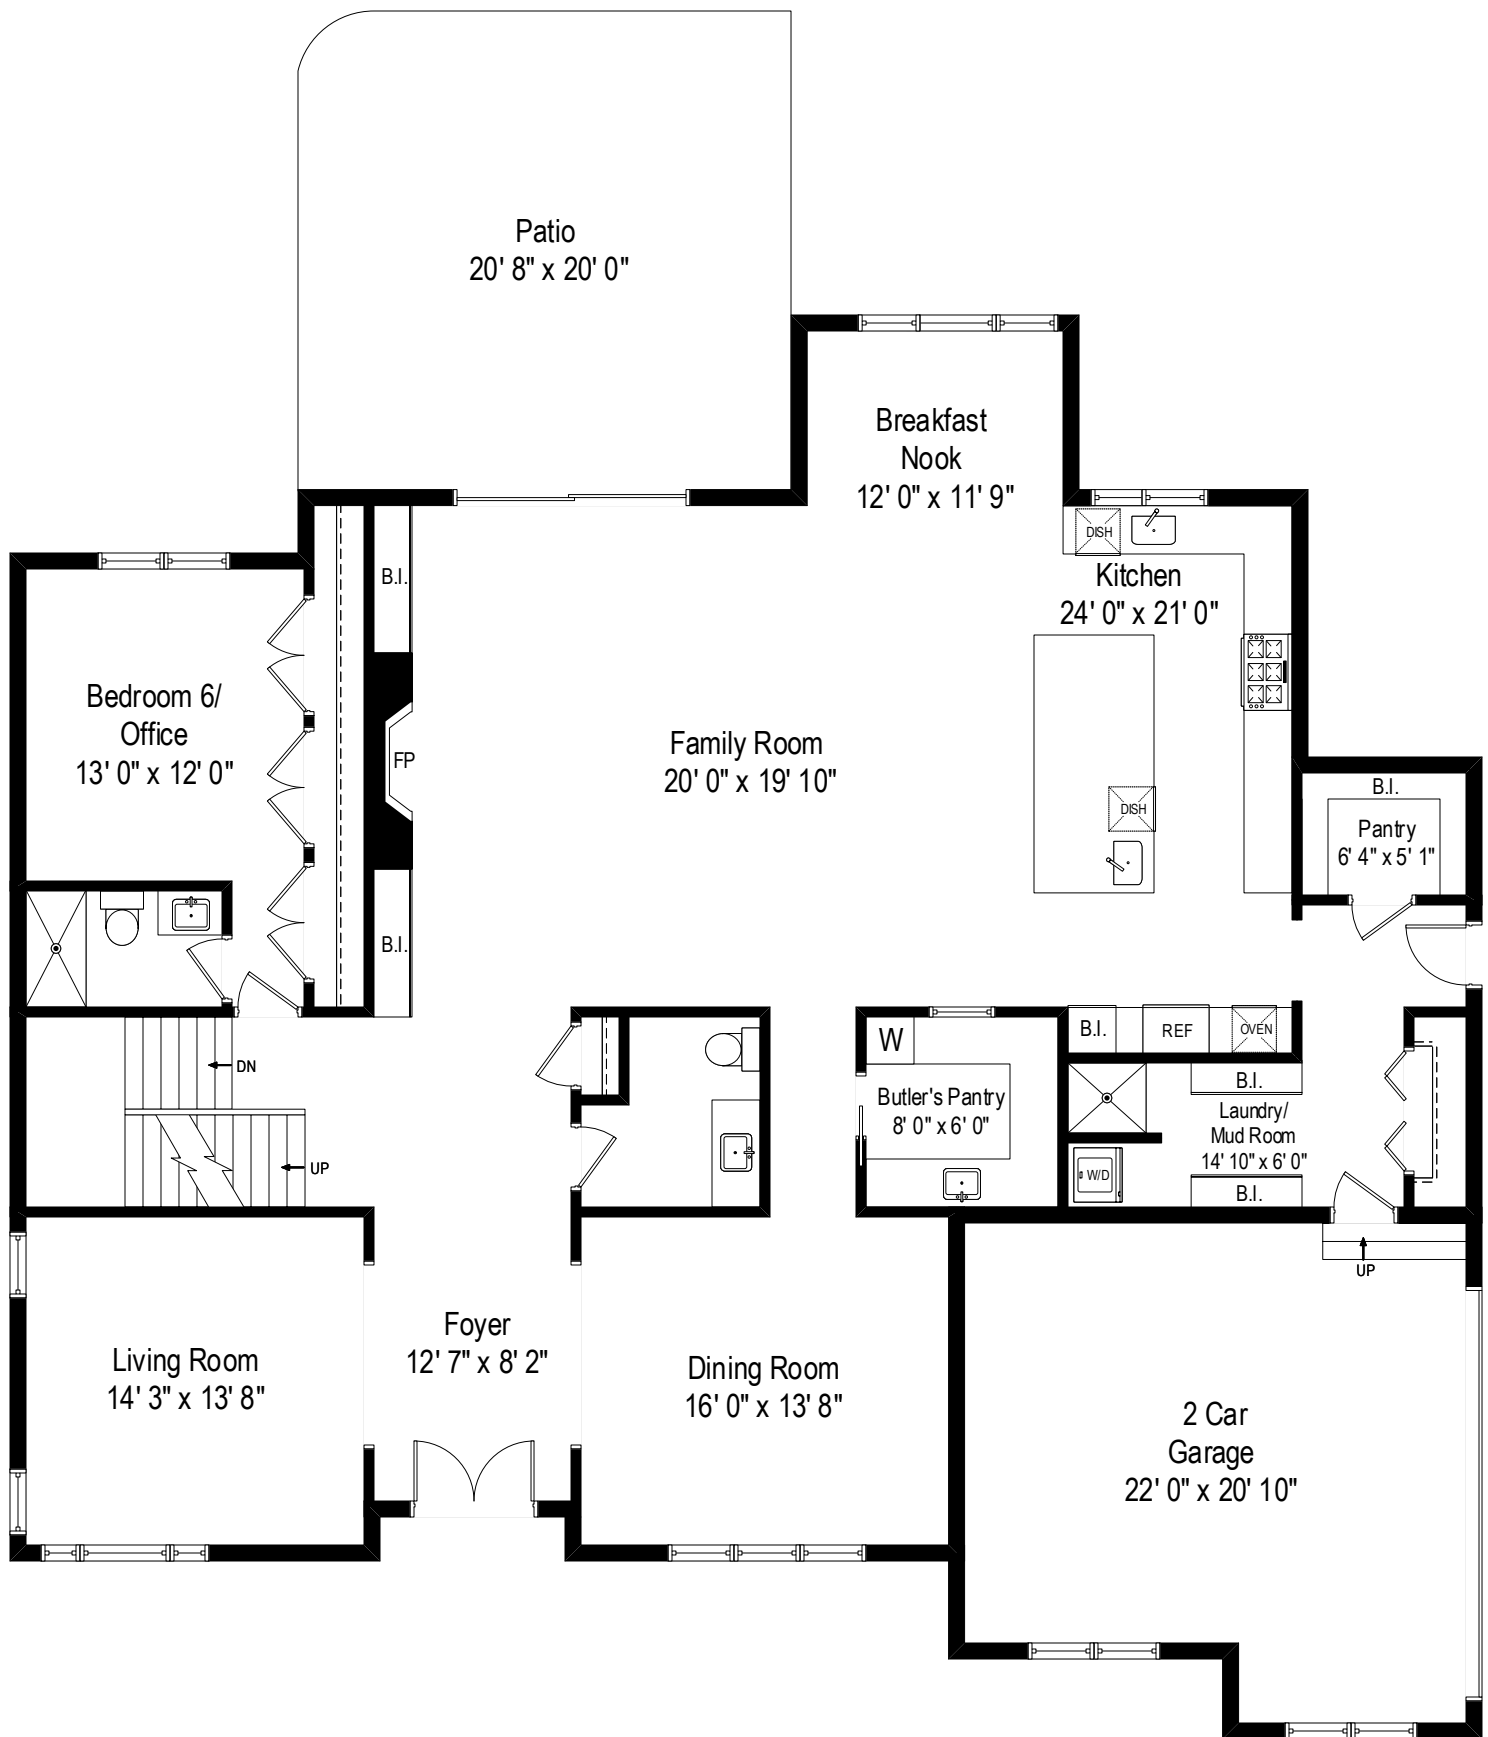 Patio
20' 8" x 20' 0"
Breakfast
Nook
12' 0" x 11' 9"
DISH
Kitchen
24' 0" x 21' 0"
B.I.
Bedroom 6/
Office
13' 0" x 12' 0"
FP
Family Room
20' 0" x 19' 10"
DISH
B.I.
Pantry
6' 4" x 5' 1"
B.I.
DN
UP
W
Butler's Pantry
8' 0" x 6' 0"
B.I.
REF
OVEN
B.I.
Laundry/
Mud Room
14' 10" x 6' 0"
W/D
B.I.
UP
Living Room
14' 3" x 13' 8"
Foyer
12' 7" x 8' 2"
Dining Room
16' 0" x 13' 8"
2 Car
Garage
22' 0" x 20' 10"